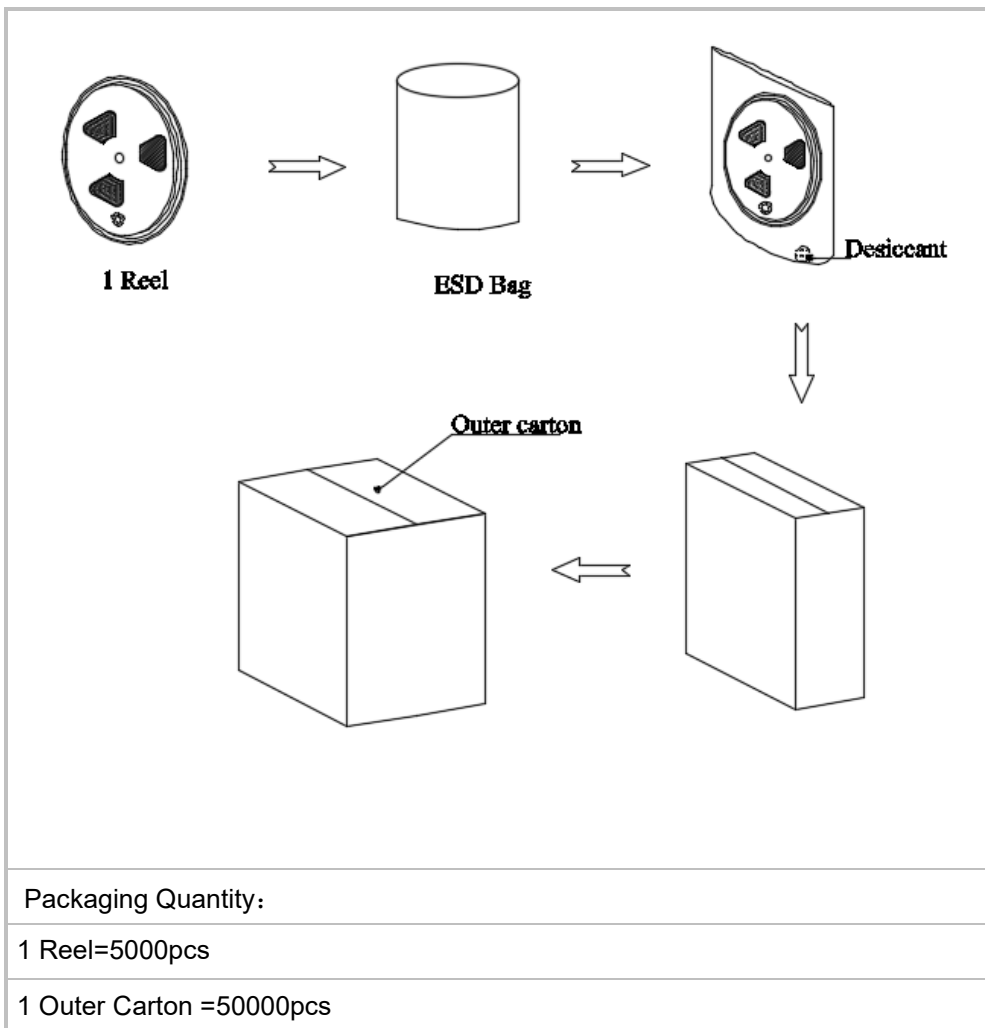 1 Reel
ESD Bag
Desiccant
Outer carton
Packaging Quantity：
1 Reel=5000pcs
1 Outer Carton =50000pcs